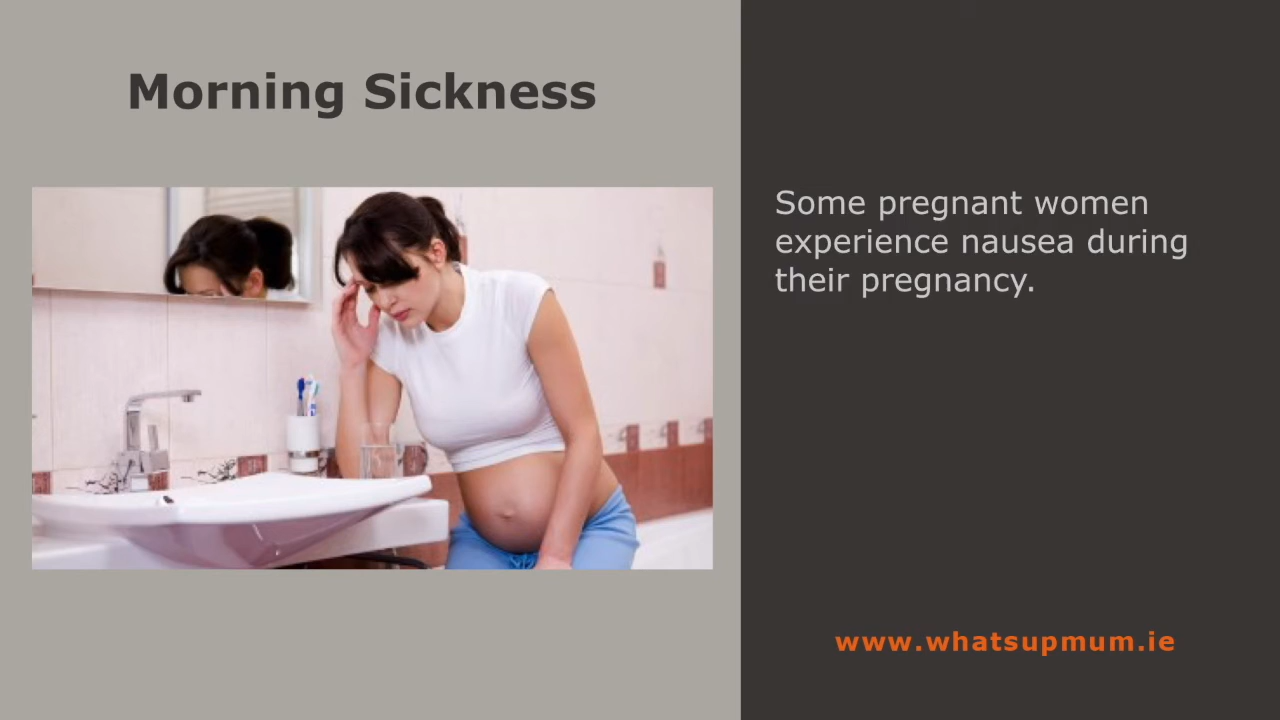 Morning Sickness
Some pregnant women
experience nausea during
their pregnancy.
www.whatsupmum.ie